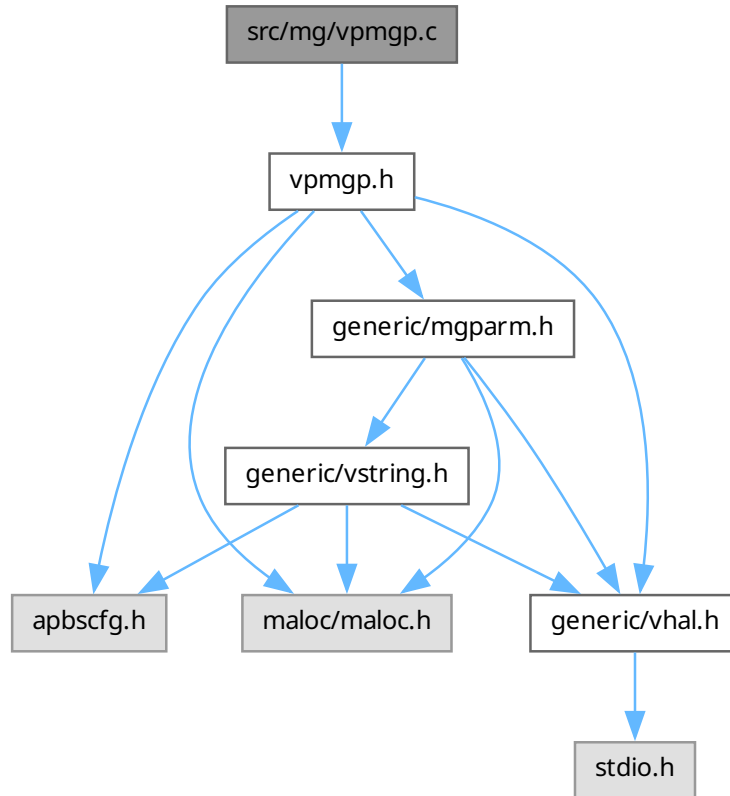 src/mg/vpmgp.c
vpmgp.h
generic/mgparm.h
generic/vstring.h
apbscfg.h
maloc/maloc.h
generic/vhal.h
stdio.h